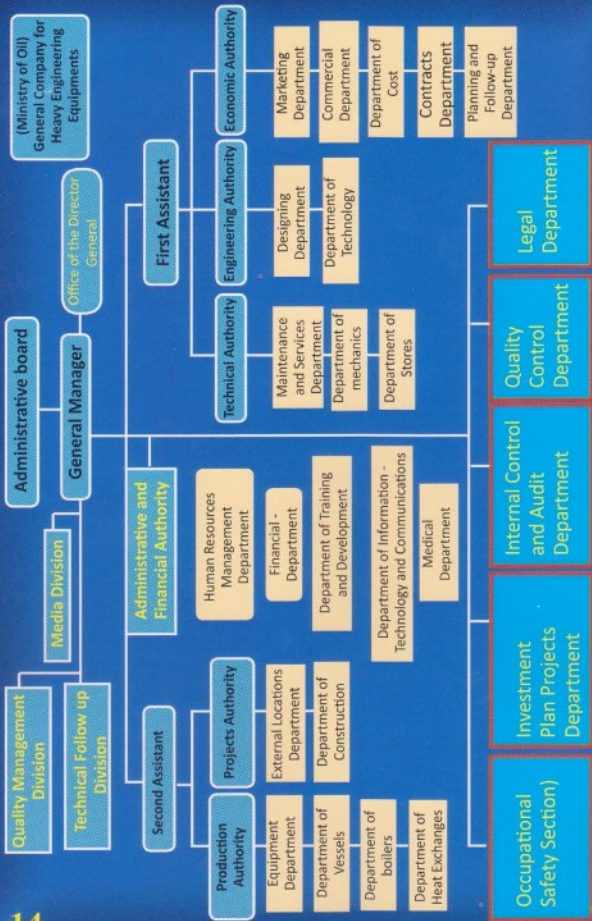 14
(Ministry of Oil)
General Company for
Heavy Engineering
Equipments
Administrative board
General Manager
Office of the Director
General
Media Division
Quality Management
Division
Technical Follow up
Division
Second Assistant
Administrative and
Financial Authority
First Assistant
Production
Authority
Equipment
Department
Department of
Vessels
Department of
boilers
Department of
Heat Exchanges
Projects Authority
External Locations
Department
Department of
Construction
Human Resources
Management
Department
Financial -
Department
Department of Training
and Development
Department of Information -
Technology and Communications
Medical
Department
Technical Authority
Maintenance
and Services
Department
Department of
mechanics
Department of
Stores
Engineering Authority
Designing
Department
Department of
Technology
Economic Authority
Marketing
Department
Commercial
Department
Department of
Cost
Contracts
Department
Planning and
Follow-up
Department
Occupational
Safety Section)
Investment
Plan Projects
Department
Internal Control
and Audit
Department
Quality
Control
Department
Legal
Department